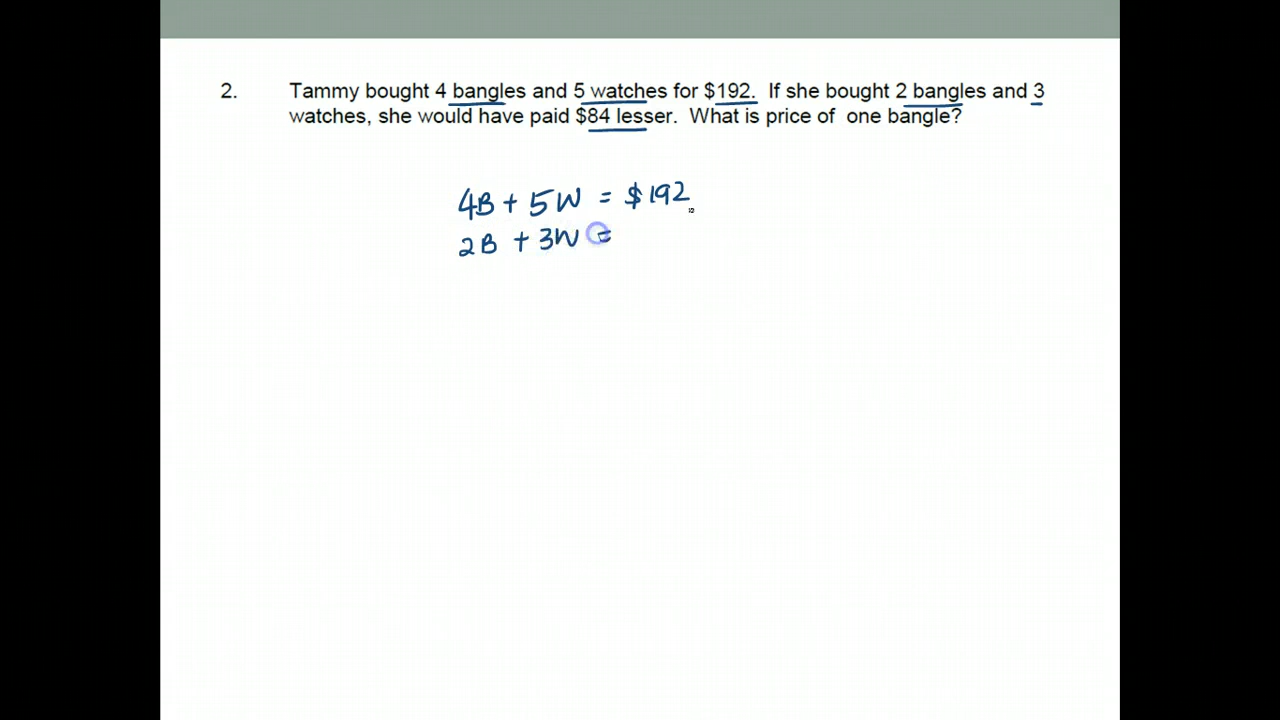 2. Tammy bought 4 bangles and 5 watches for $192. If she bought 2 bangles and 3
watches, she would have paid $84 lesser. What is price of one bangle?
4B + 5W = $192
2B + 3W =